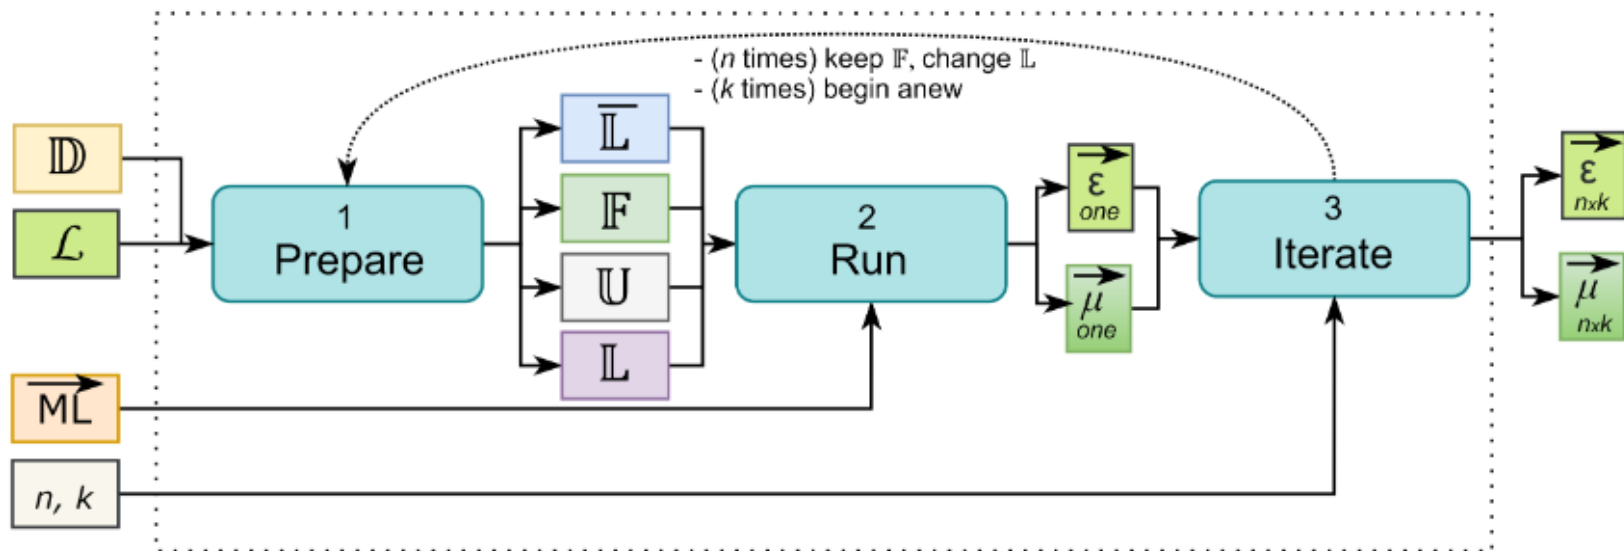 - (n times) keep 𝔽, change 𝕃
- (k times) begin anew
𝔻
ℒ
ML
n, k
1
Prepare
𝕃
𝔽
𝕌
𝕃
2
Run
ε
one
μ
one
3
Iterate
ε
nxk
μ
nxk